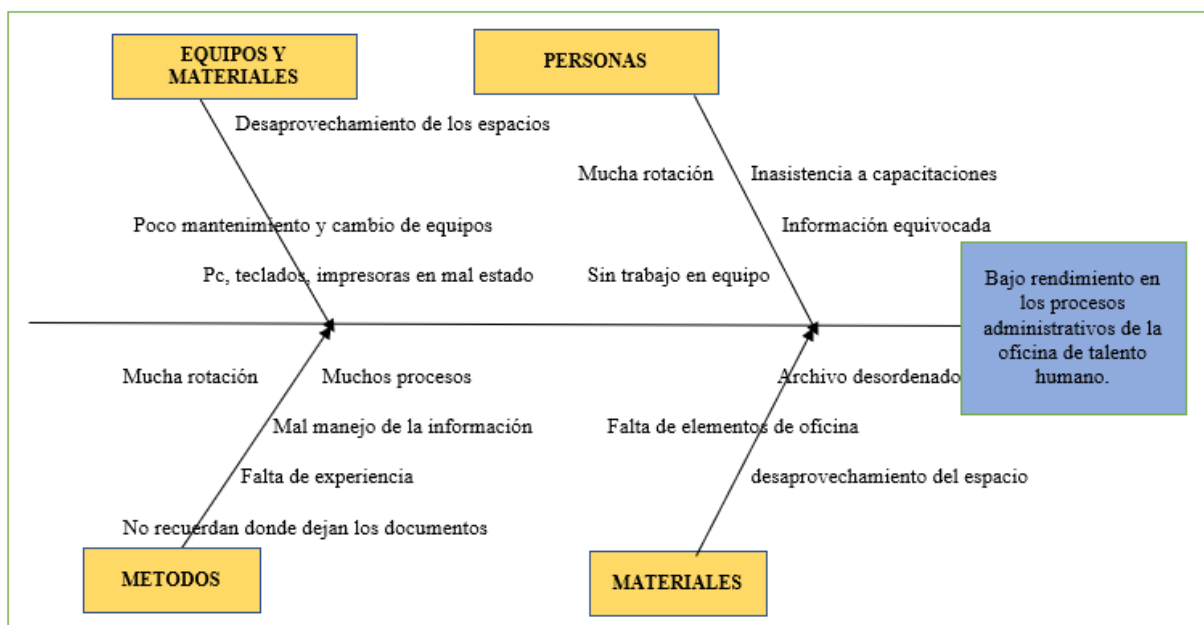 EQUIPOS Y
MATERIALES
PERSONAS
Desaprovechamiento de los espacios
Mucha rotación
Inasistencia a capacitaciones
Poco mantenimiento y cambio de equipos
Información equivocada
Pc, teclados, impresoras en mal estado
Sin trabajo en equipo
Bajo rendimiento en
los procesos
administrativos de la
oficina de talento
humano.
Mucha rotación
Muchos procesos
Archivo desordenado
Mal manejo de la información
Falta de elementos de oficina
Falta de experiencia
desaprovechamiento del espacio
No recuerdan donde dejan los documentos
METODOS
MATERIALES